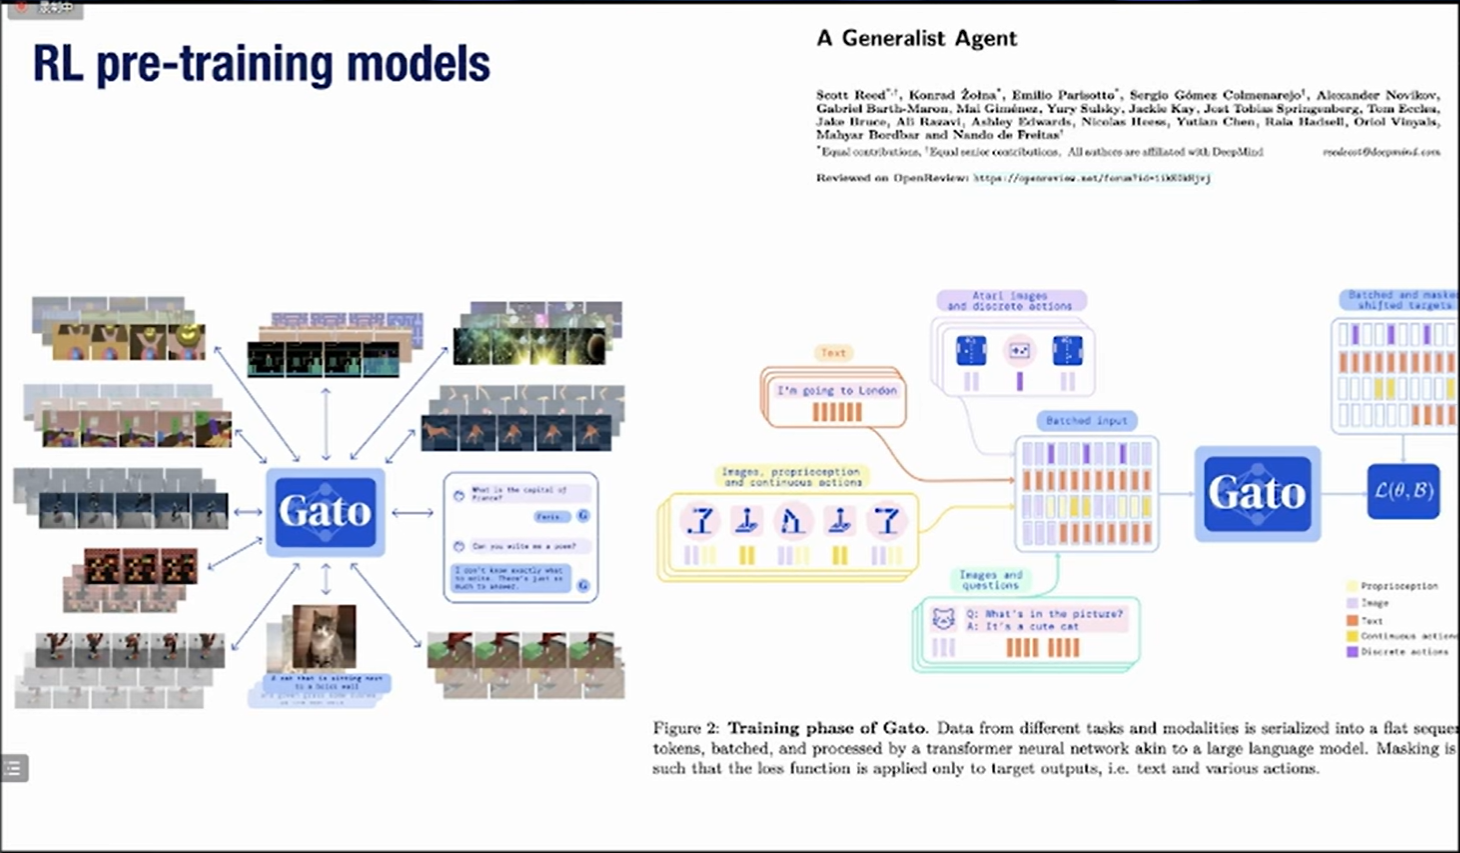 录制中
RL pre-training models
A Generalist Agent
Scott Reed*,†, Konrad Żołna*, Emilio Parisotto*, Sergio Gómez Colmenarejo†, Alexander Novikov,
Gabriel Barth-Maron, Mai Giménez, Yury Sulsky, Jackie Kay, Jost Tobias Springenberg, Tom Eccles,
Jake Bruce, Ali Razavi, Ashley Edwards, Nicolas Heess, Yutian Chen, Raia Hadsell, Oriol Vinyals,
Mahyar Bordbar and Nando de Freitas†
*Equal contributions, †Equal senior contributions, All authors are affiliated with DeepMind
reedscot@deepmind.com
Reviewed on OpenReview: https://openreview.net/forum?id=1ikK0kHjvj
Gato
What is the capital of
France?
Paris.
G
Can you write me a poem?
I don't know exactly what
to write. There's just so
much to answer.
G
A cat that is sitting next
to a brick wall
Atari images
and discrete actions
Text
I'm going to London
Images, proprioception
and continuous actions
Batched input
Images and
questions
Q: What's in the picture?
A: It's a cute cat
Gato
Batched and maske
shifted targets
ℒ(θ,ℬ)
Proprioception
Image
Text
Continuous actions
Discrete actions
Figure 2: Training phase of Gato. Data from different tasks and modalities is serialized into a flat seque
tokens, batched, and processed by a transformer neural network akin to a large language model. Masking is
such that the loss function is applied only to target outputs, i.e. text and various actions.